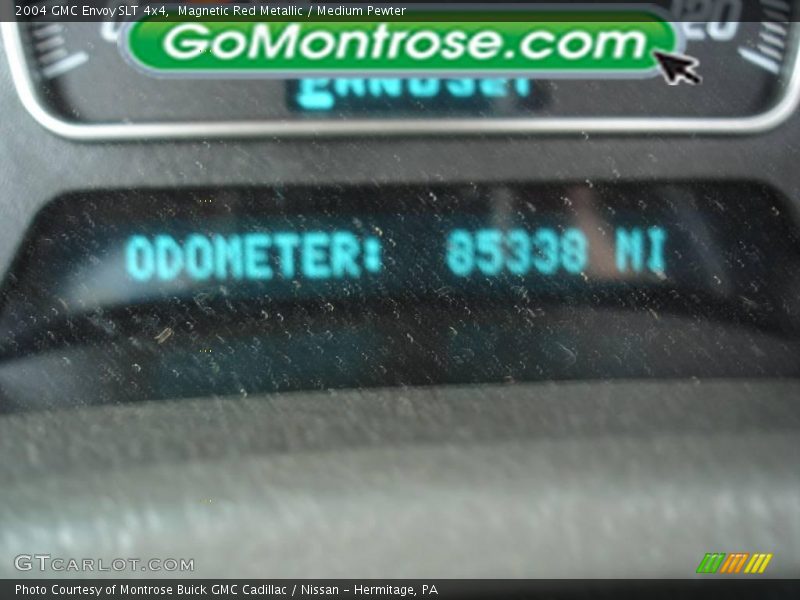 2004 GMC Envoy SLT 4x4, Magnetic Red Metallic / Medium Pewter
GoMontrose.com
ODOMETER: 85338 MI
GTCARLOT.COM
Photo Courtesy of Montrose Buick GMC Cadillac / Nissan - Hermitage, PA